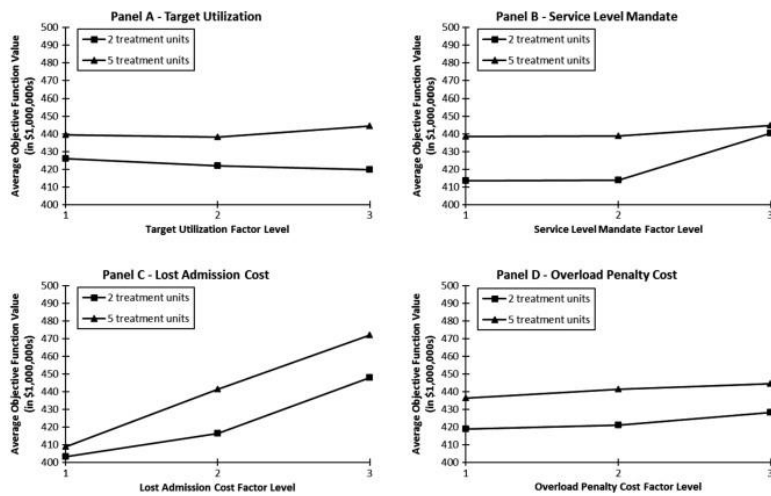 Panel A - Target Utilization
Average Objective Function Value
(in $1,000,000s)
500
490
480
470
460
450
440
430
420
410
400
2 treatment units
5 treatment units
1
2
3
Target Utilization Factor Level
Panel B - Service Level Mandate
Average Objective Function Value
(in $1,000,000s)
500
490
480
470
460
450
440
430
420
410
400
2 treatment units
5 treatment units
1
2
3
Service Level Mandate Factor Level
Panel C - Lost Admission Cost
Average Objective Function Value
(in $1,000,000s)
500
490
480
470
460
450
440
430
420
410
400
2 treatment units
5 treatment units
1
2
3
Lost Admission Cost Factor Level
Panel D - Overload Penalty Cost
Average Objective Function Value
(in $1,000,000s)
500
490
480
470
460
450
440
430
420
410
400
2 treatment units
5 treatment units
1
2
3
Overload Penalty Cost Factor Level